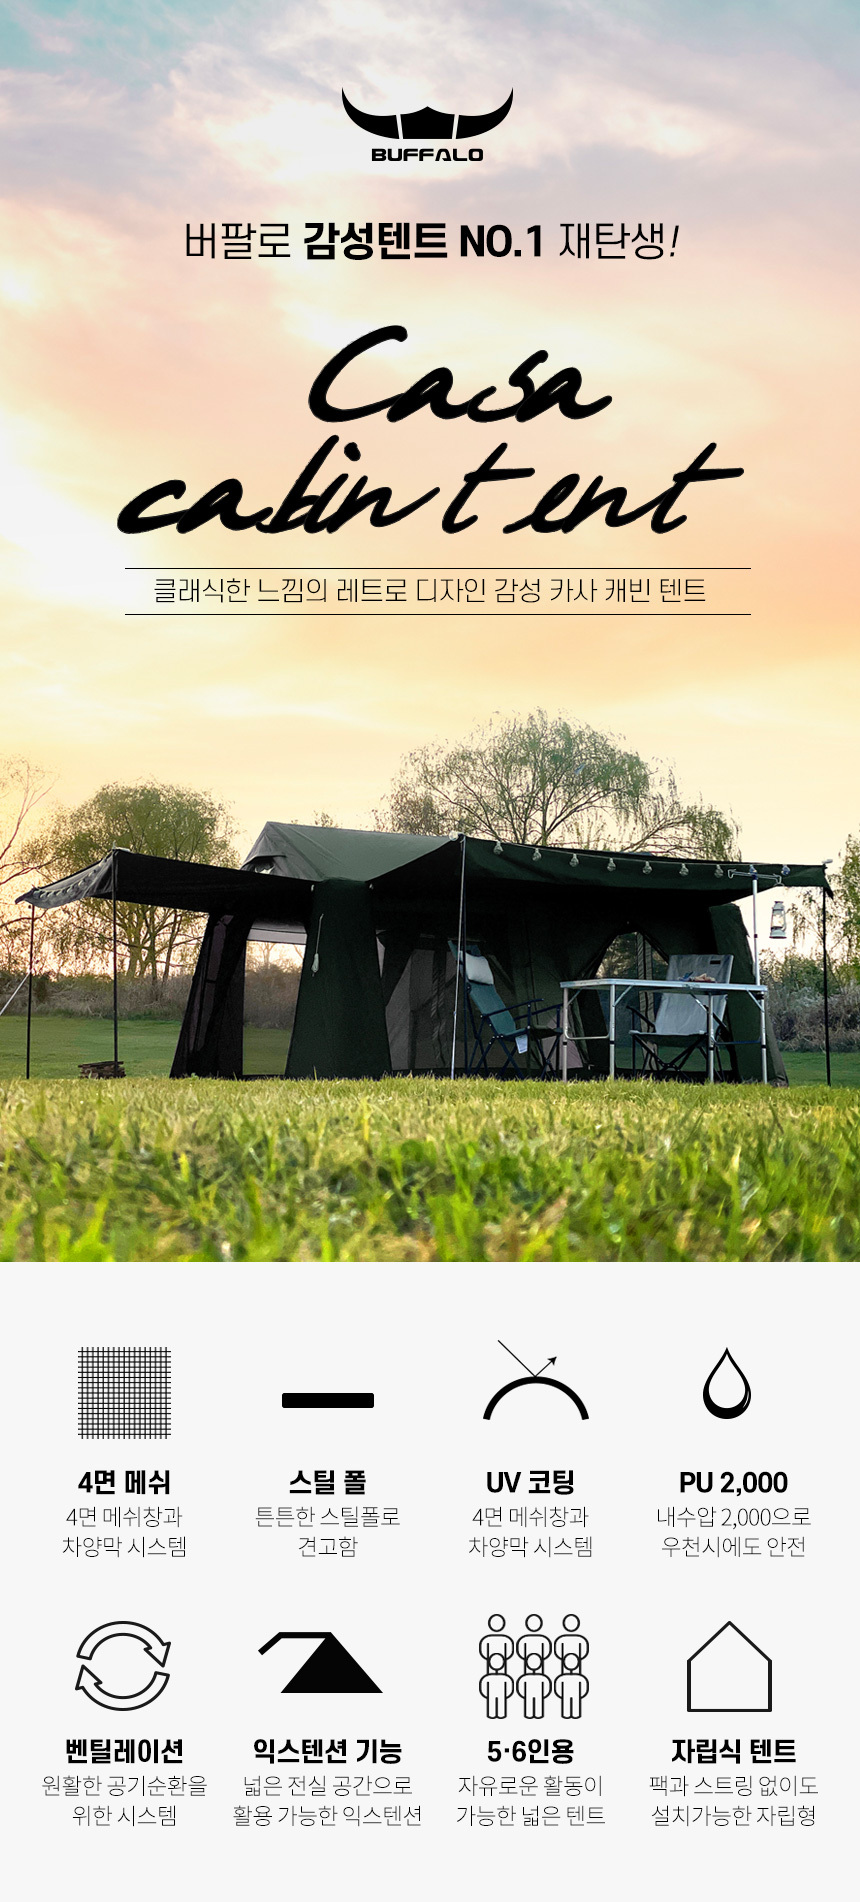 BUFFALO
버팔로 감성텐트 NO.1 재탄생!
Casa
cabin tent
클래식한 느낌의 레트로 디자인 감성 카사 캐빈 텐트
4면 메쉬
4면 메쉬창과
차양막 시스템
스틸 폴
튼튼한 스틸폴로
견고함
UV 코팅
4면 메쉬창과
차양막 시스템
PU 2,000
내수압 2,000으로
우천시에도 안전
벤틸레이션
원활한 공기순환을
위한 시스템
익스텐션 기능
넓은 전실 공간으로
활용 가능한 익스텐션
5·6인용
자유로운 활동이
가능한 넓은 텐트
자립식 텐트
팩과 스트링 없이도
설치가능한 자립형